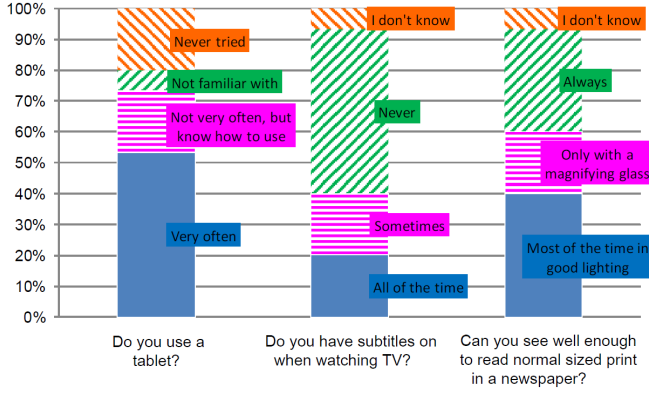 100%
90%
80%
70%
60%
50%
40%
30%
20%
10%
0%
Never tried
Not familiar with
Not very often, but
know how to use
Very often
I don't know
Never
Sometimes
All of the time
I don't know
Always
Only with a
magnifying glass
Most of the time in
good lighting
Do you use a
tablet?
Do you have subtitles on
when watching TV?
Can you see well enough
to read normal sized print
in a newspaper?